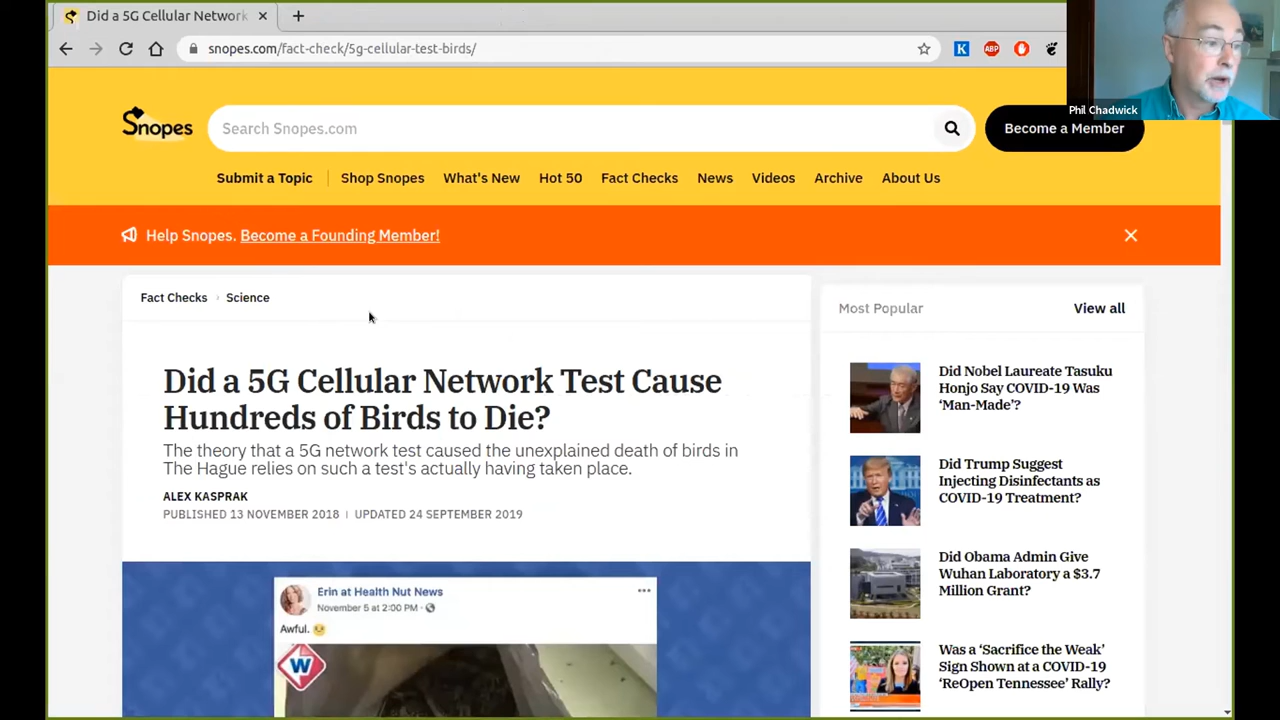 Did a 5G Cellular Network
snopes.com/fact-check/5g-cellular-test-birds/
K
ABP
Phil Chadwick
Snopes
Search Snopes.com
Become a Member
Submit a Topic
Shop Snopes
What's New
Hot 50
Fact Checks
News
Videos
Archive
About Us
Help Snopes. Become a Founding Member!
Fact Checks
Science
Did a 5G Cellular Network Test Cause
Hundreds of Birds to Die?
The theory that a 5G network test caused the unexplained death of birds in
The Hague relies on such a test's actually having taken place.
ALEX KASPRAK
PUBLISHED 13 NOVEMBER 2018 | UPDATED 24 SEPTEMBER 2019
Erin at Health Nut News
November 5 at 2:00 PM
Awful.
W
Most Popular
View all
Did Nobel Laureate Tasuku
Honjo Say COVID-19 Was
‘Man-Made’?
Did Trump Suggest
Injecting Disinfectants as
COVID-19 Treatment?
Did Obama Admin Give
Wuhan Laboratory a $3.7
Million Grant?
Was a ‘Sacrifice the Weak’
Sign Shown at a COVID-19
‘ReOpen Tennessee’ Rally?